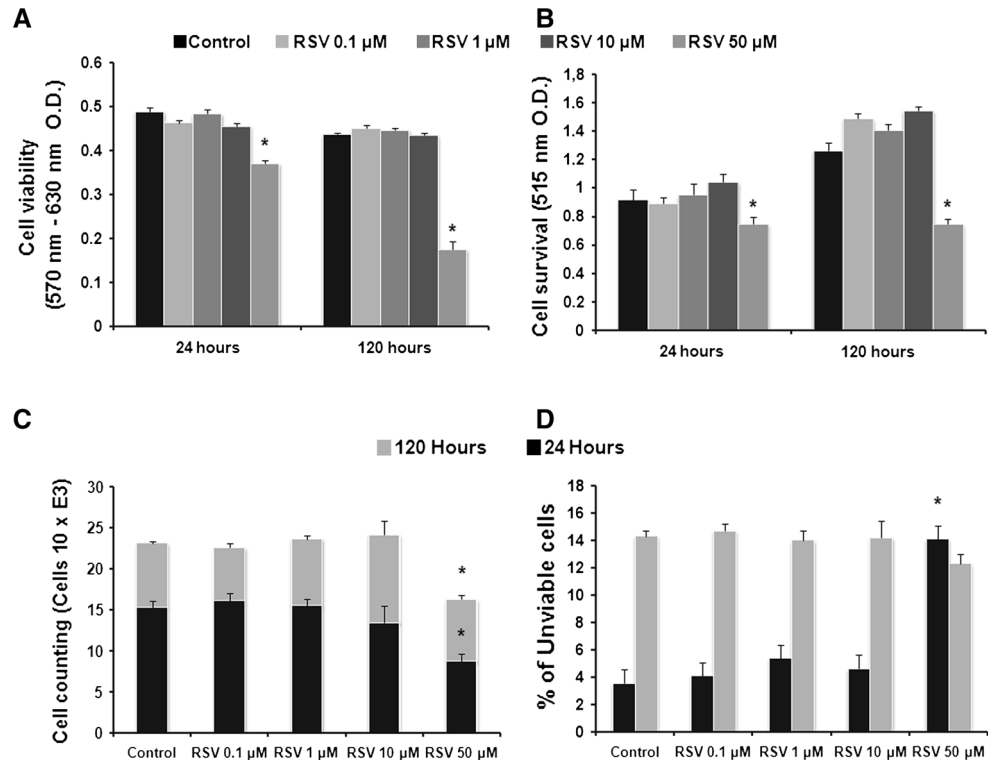 A
B
Control RSV 0.1 µM RSV 1 µM RSV 10 µM RSV 50 µM
Cell viability
(570 nm - 630 nm O.D.)
0.6
0.5
0.4
0.3
0.2
0.1
0
*
*
24 hours
120 hours
Cell survival (515 nm O.D.)
1,8
1.6
1.4
1.2
1
0.8
0.6
0.4
0.2
0
*
*
24 hours
120 hours
C
D
120 Hours 24 Hours
Cell counting (Cells 10 x E3)
30
25
20
15
10
5
0
*
*
Control RSV 0.1 µM RSV 1 µM RSV 10 µM RSV 50 µM
% of Unviable cells
18
16
14
12
10
8
6
4
2
0
*
Control RSV 0.1 µM RSV 1 µM RSV 10 µM RSV 50 µM